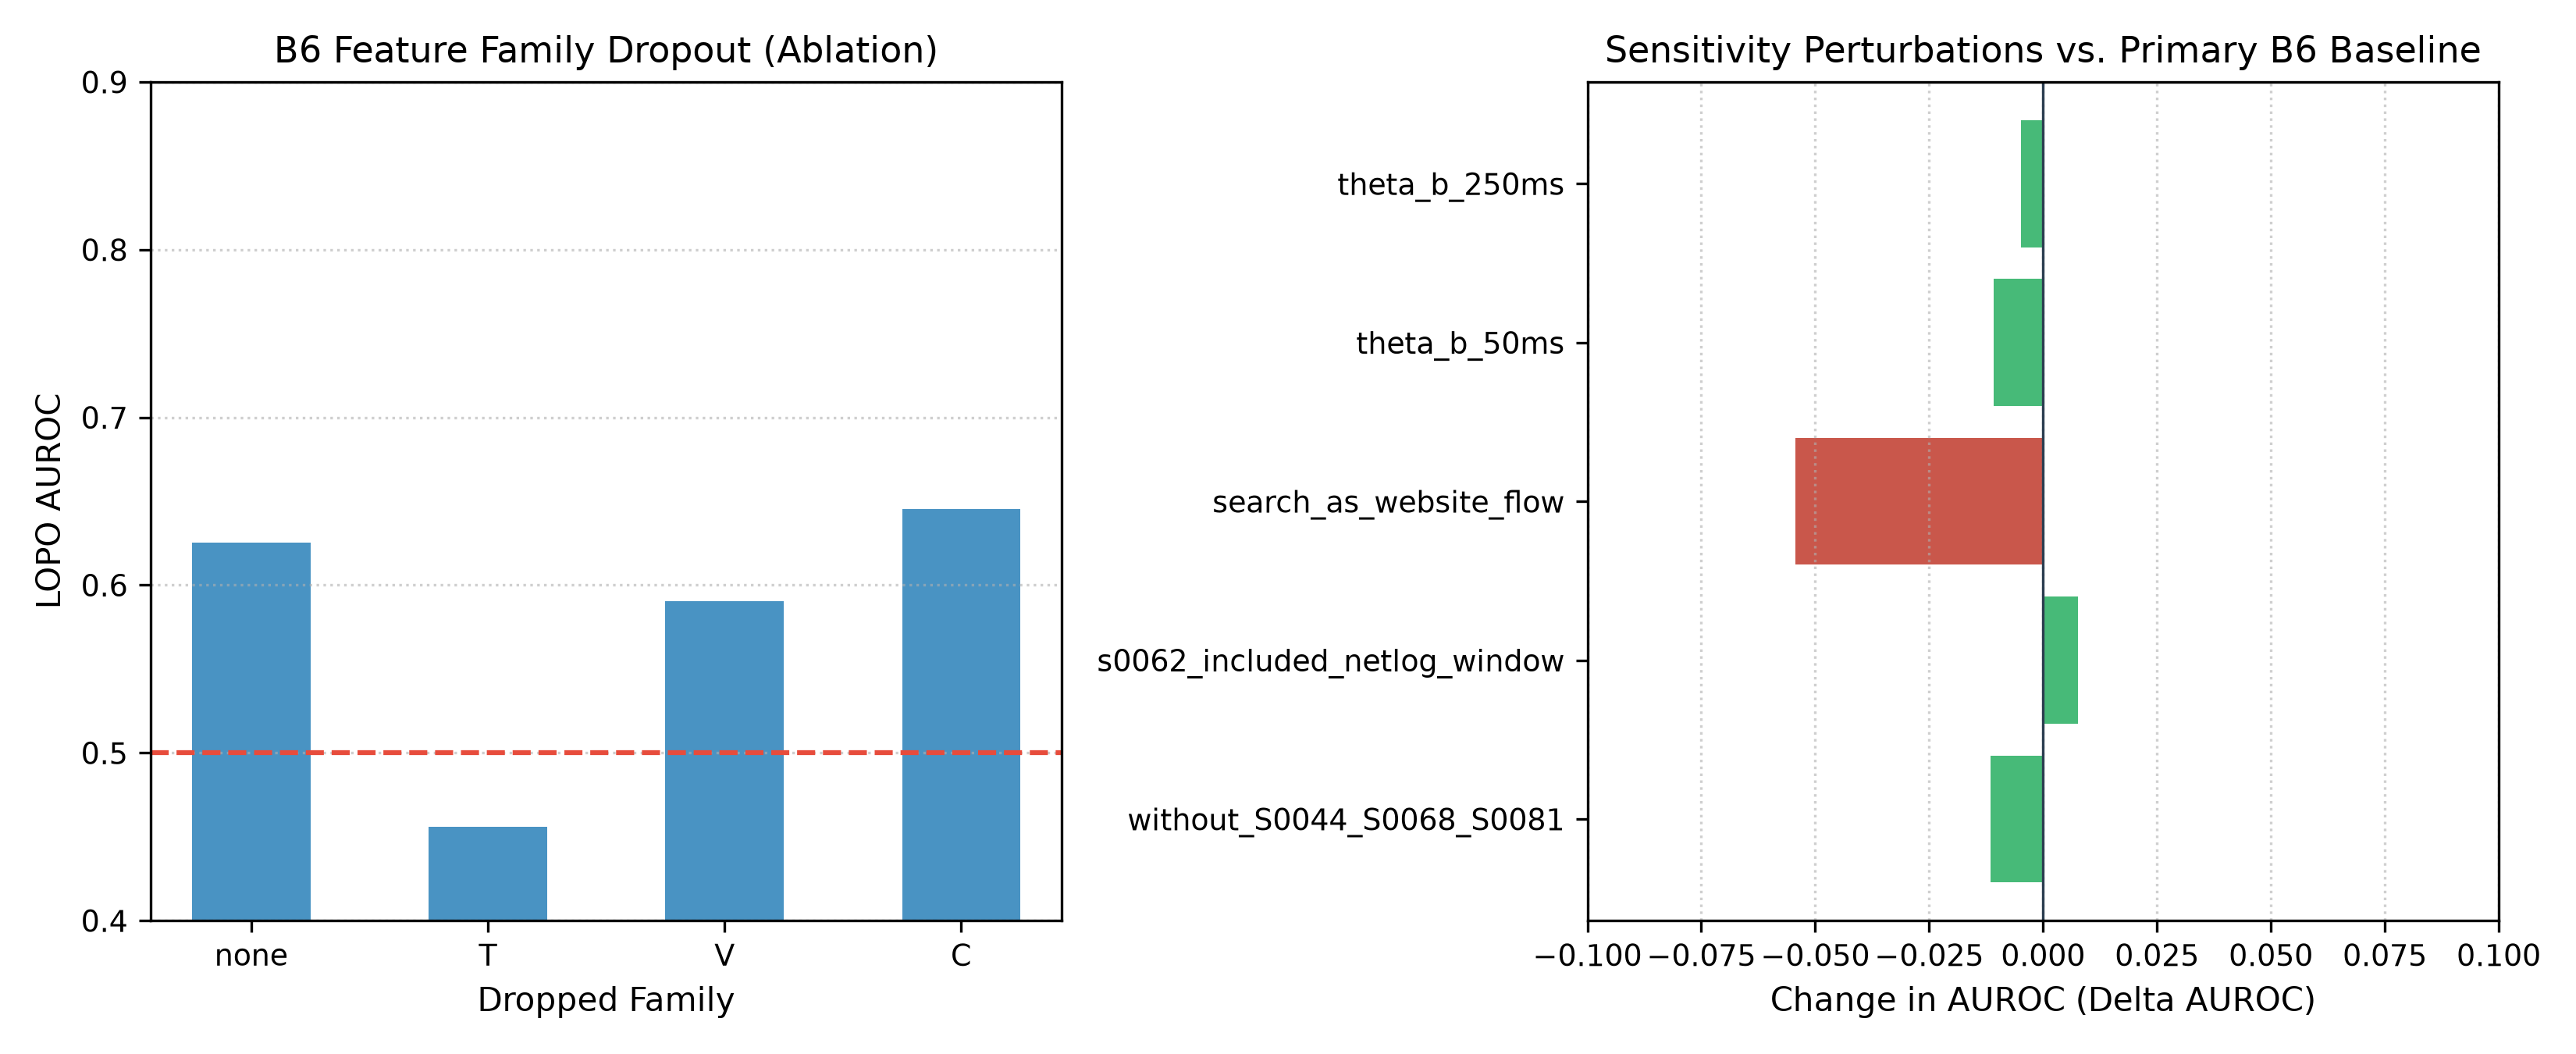 B6 Feature Family Dropout (Ablation)
LOPO AUROC
0.9
0.8
0.7
0.6
0.5
0.4
none T V C
Dropped Family
Sensitivity Perturbations vs. Primary B6 Baseline
theta_b_250ms
theta_b_50ms
search_as_website_flow
s0062_included_netlog_window
without_S0044_S0068_S0081
−0.100 −0.075 −0.050 −0.025 0.000 0.025 0.050 0.075 0.100
Change in AUROC (Delta AUROC)